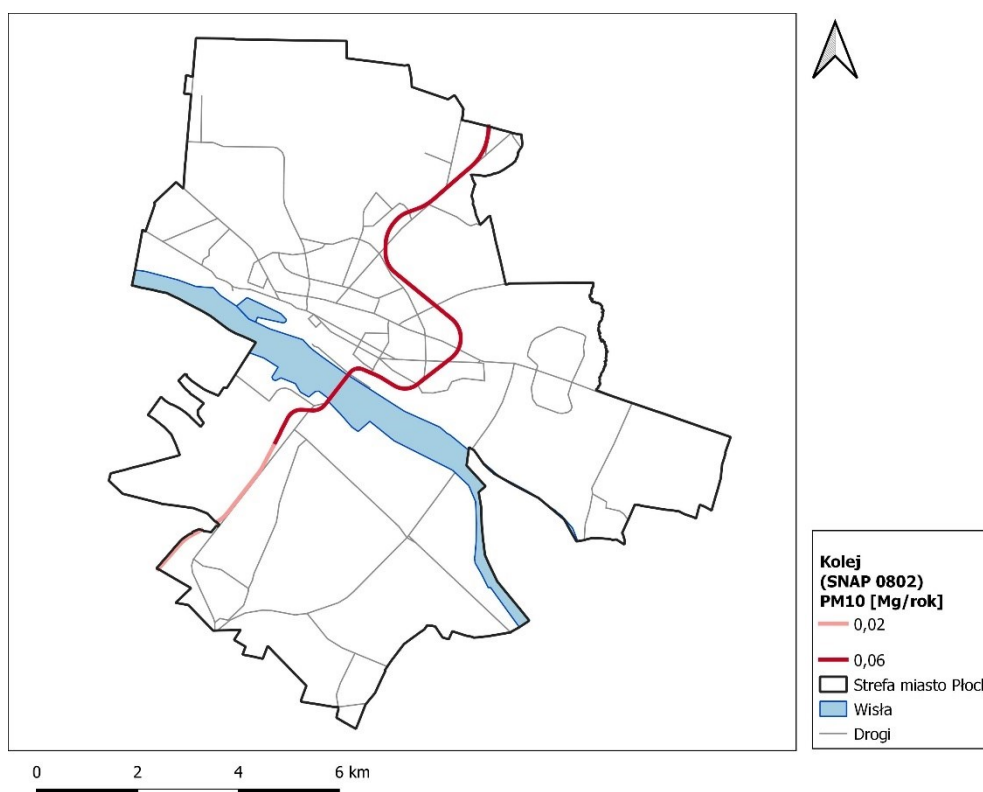 Kolej
(SNAP 0802)
PM10 [Mg/rok]
0,02
0,06
Strefa miasto Płock
Wisła
Drogi
0 2 4 6 km